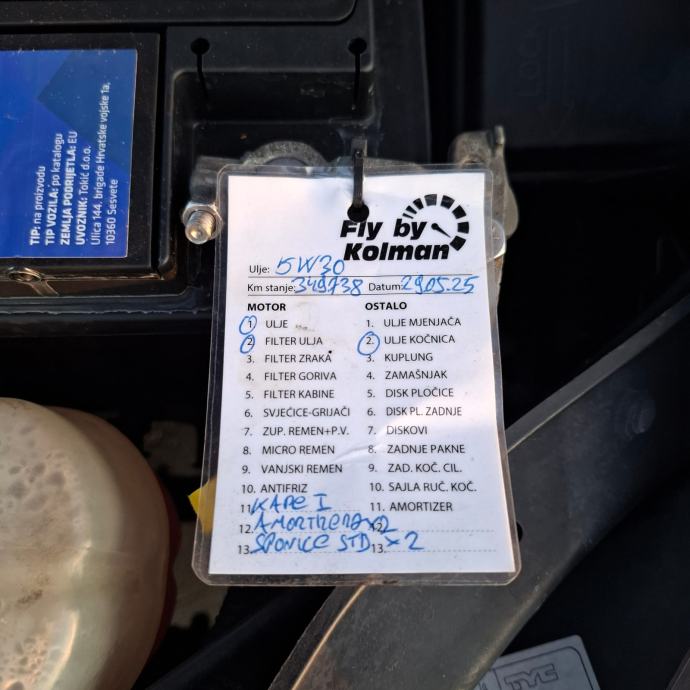 TIP: na proizvodu
TIP VOZILA: po katalogu
ZEMLJA PODRIJETLA: EU
UVOZNIK: Tokić d.o.o.
Ulica 144. brigade Hrvatske vojske 1a,
10360 Sesvete
LOCK
Fly by
Kolman
Ulje: 5W30
Km stanje: 349738 Datum: 29.05.25
MOTOR
1. ULJE
2. FILTER ULJA
3. FILTER ZRAKA
4. FILTER GORIVA
5. FILTER KABINE
6. SVJEĆICE-GRIJAČI
7. ZUP. REMEN+P.V.
8. MICRO REMEN
9. VANJSKI REMEN
10. ANTIFRIZ
11. KAPE I
12. AMORTIZERA x2
13. SPONICE STD x2
OSTALO
1. ULJE MJENJAČA
2. ULJE KOČNICA
3. KUPLUNG
4. ZAMAŠNJAK
5. DISK PLOČICE
6. DISK PL. ZADNJE
7. DISKOVI
8. ZADNJE PAKNE
9. ZAD. KOČ. CIL.
10. SAJLA RUČ. KOČ.
11. AMORTIZER
12.
13.
TYC